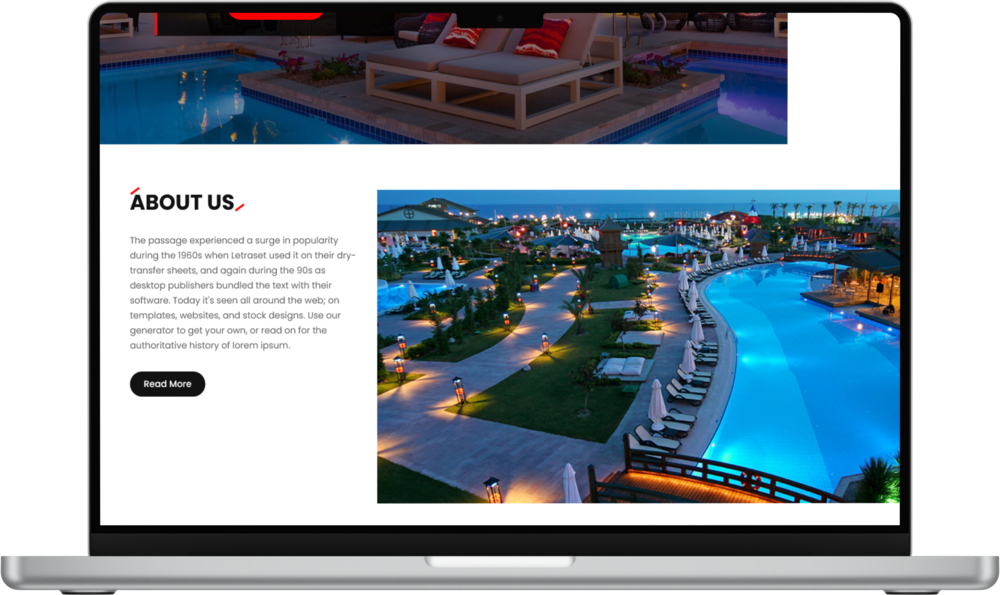 ABOUT US
The passage experienced a surge in popularity
during the 1960s when Letraset used it on their dry-
transfer sheets, and again during the 90s as
desktop publishers bundled the text with their
software. Today it's seen all around the web; on
templates, websites, and stock designs. Use our
generator to get your own, or read on for the
authoritative history of lorem ipsum.
Read More